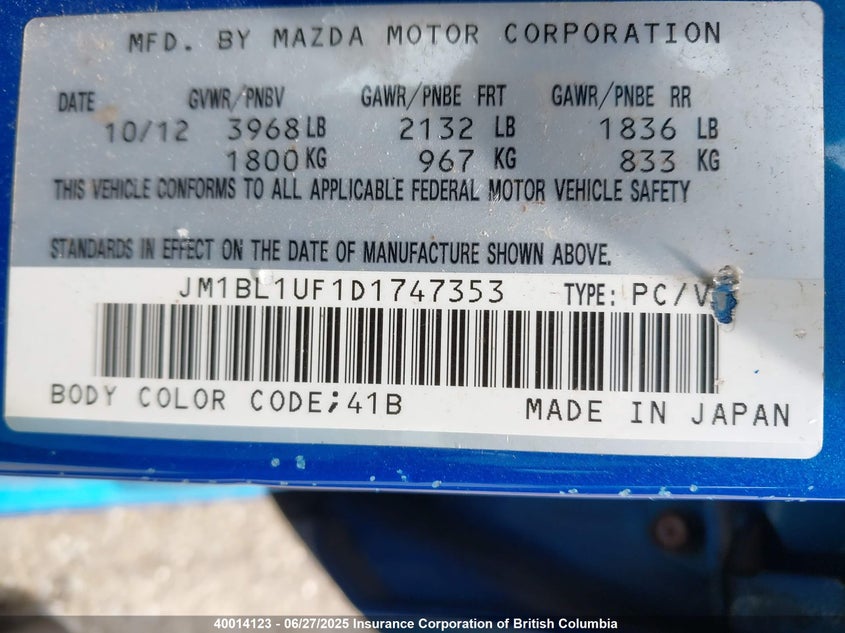 MFD. BY MAZDA MOTOR CORPORATION
DATE GVWR/PNBV GAWR/PNBE FRT GAWR/PNBE RR
10/12 3968 LB 2132 LB 1836 LB
1800 KG 967 KG 833 KG
THIS VEHICLE CONFORMS TO ALL APPLICABLE FEDERAL MOTOR VEHICLE SAFETY
STANDARDS IN EFFECT ON THE DATE OF MANUFACTURE SHOWN ABOVE.
JM1BL1UF1D1747353 TYPE: PC/V
BODY COLOR CODE;41B MADE IN JAPAN
40014123 - 06/27/2025 Insurance Corporation of British Columbia